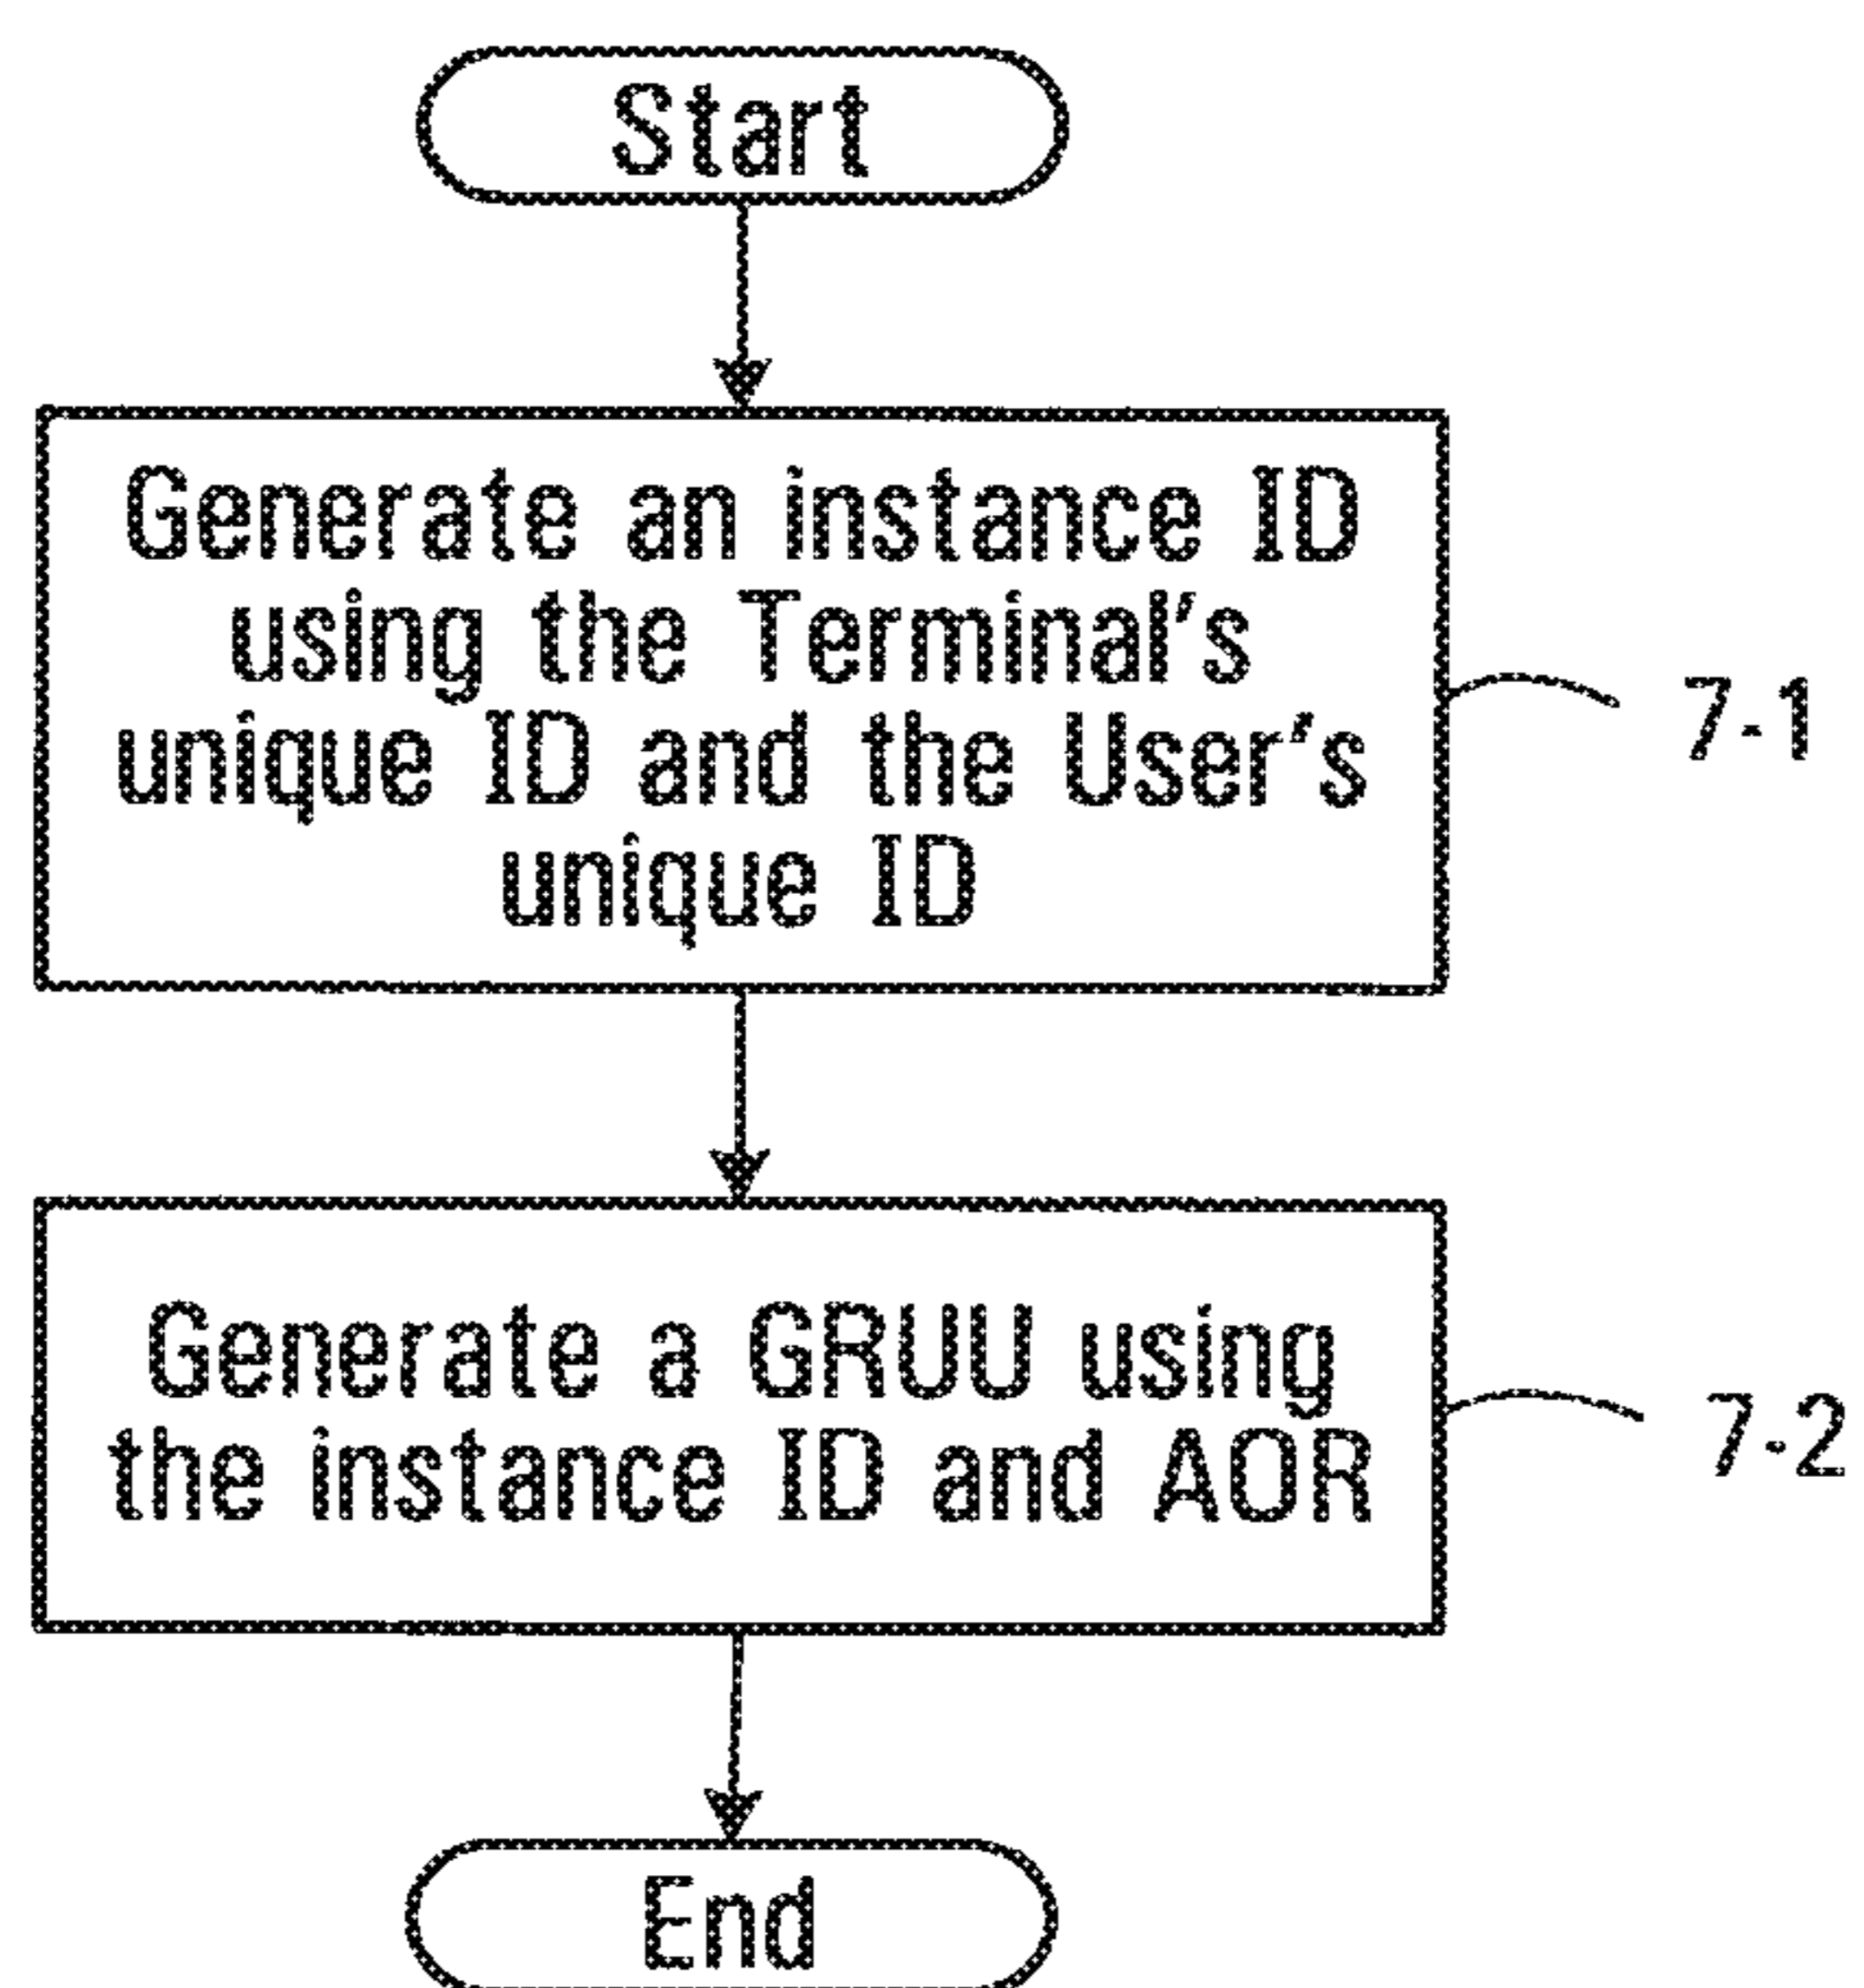 Start
Generate an instance ID
using the Terminal's
unique ID and the User's
unique ID
7-1
Generate a GRUU using
the instance ID and AOR
7-2
End